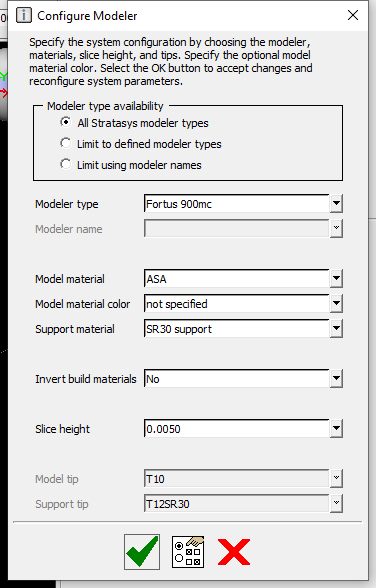 Configure Modeler
Specify the system configuration by choosing the modeler,
materials, slice height, and tips. Specify the optional model
material color. Select the OK button to accept changes and
reconfigure system parameters.
Modeler type availability
All Stratasys modeler types
Limit to defined modeler types
Limit using modeler names
Modeler type Fortus 900mc
Modeler name
Model material ASA
Model material color not specified
Support material SR30 support
Invert build materials No
Slice height 0.0050
Model tip T10
Support tip T12SR30